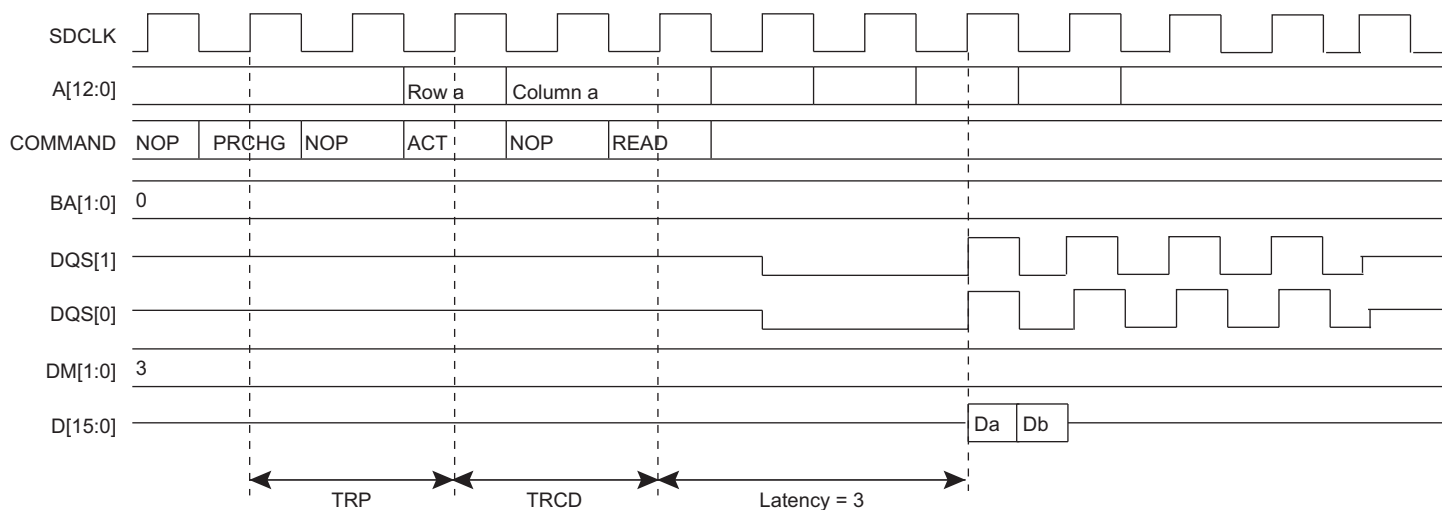 SDCLK
A[12:0] Row a Column a
COMMAND NOP PRCHG NOP ACT NOP READ
BA[1:0] 0
DQS[1]
DQS[0]
DM[1:0] 3
D[15:0] Da Db
TRP TRCD Latency = 3